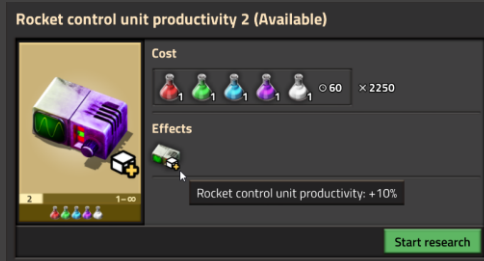 Rocket control unit productivity 2 (Available)
Cost
1 1 1 1 1 60 × 2250
Effects
2 1-∞
Rocket control unit productivity: +10%
Start research